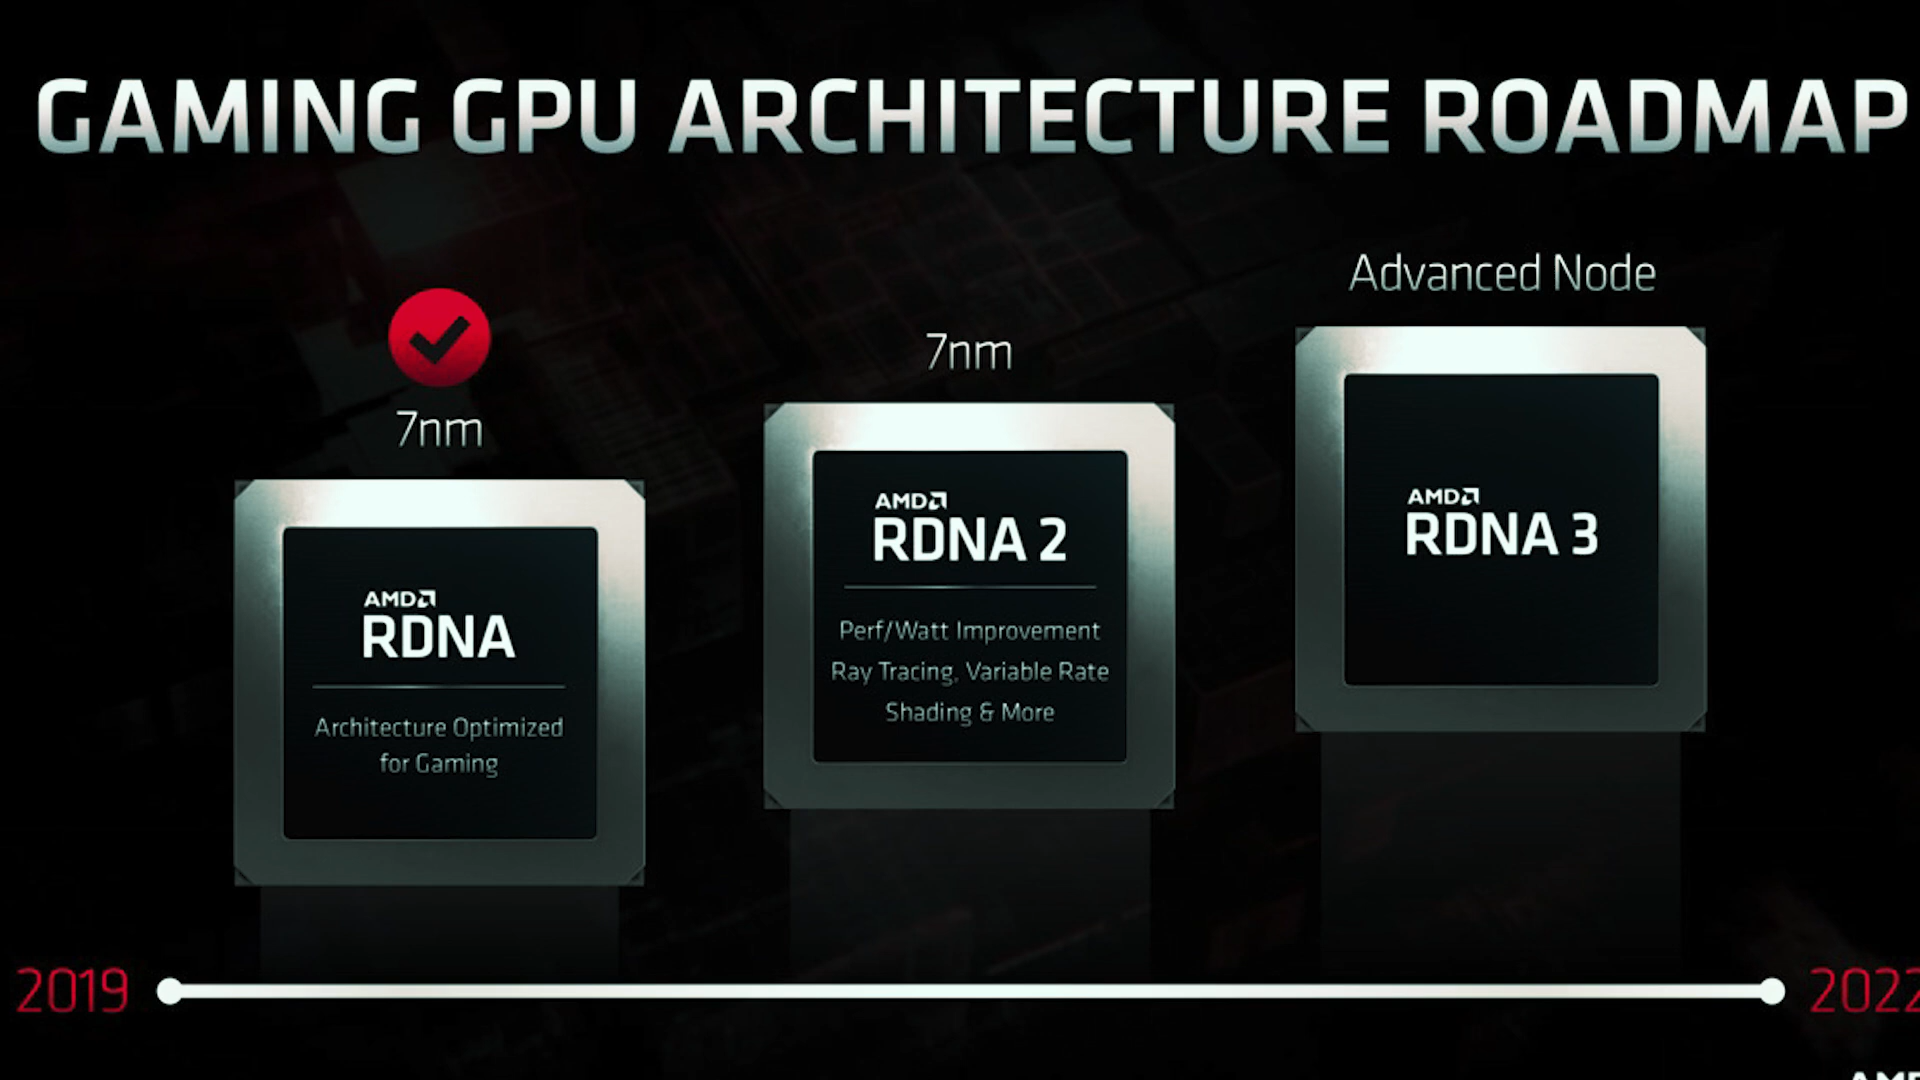 GAMING GPU ARCHITECTURE ROADMAP
7nm
AMD
RDNA
Architecture Optimized
for Gaming
7nm
AMD
RDNA 2
Perf/Watt Improvement
Ray Tracing, Variable Rate
Shading & More
Advanced Node
AMD
RDNA 3
2019
2022